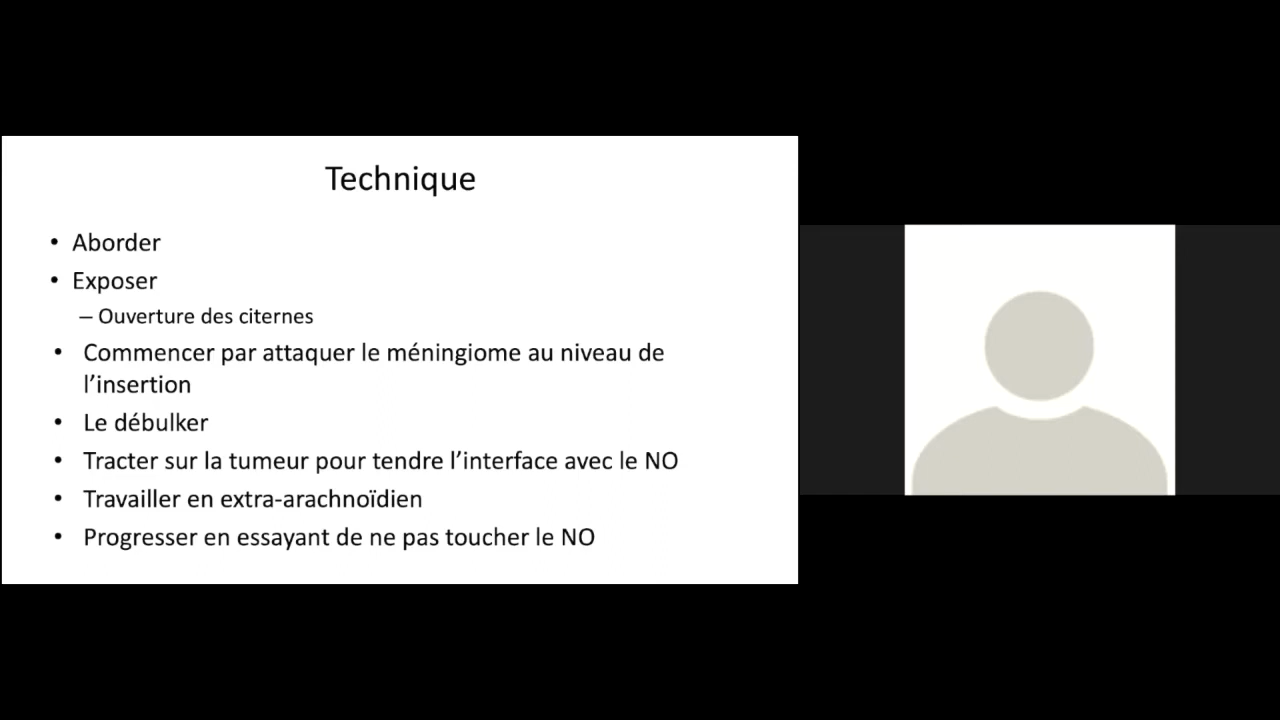 Technique
• Aborder
• Exposer
– Ouverture des citernes
• Commencer par attaquer le méningiome au niveau de
l’insertion
• Le débulker
• Tracter sur la tumeur pour tendre l’interface avec le NO
• Travailler en extra-arachnoïdien
• Progresser en essayant de ne pas toucher le NO